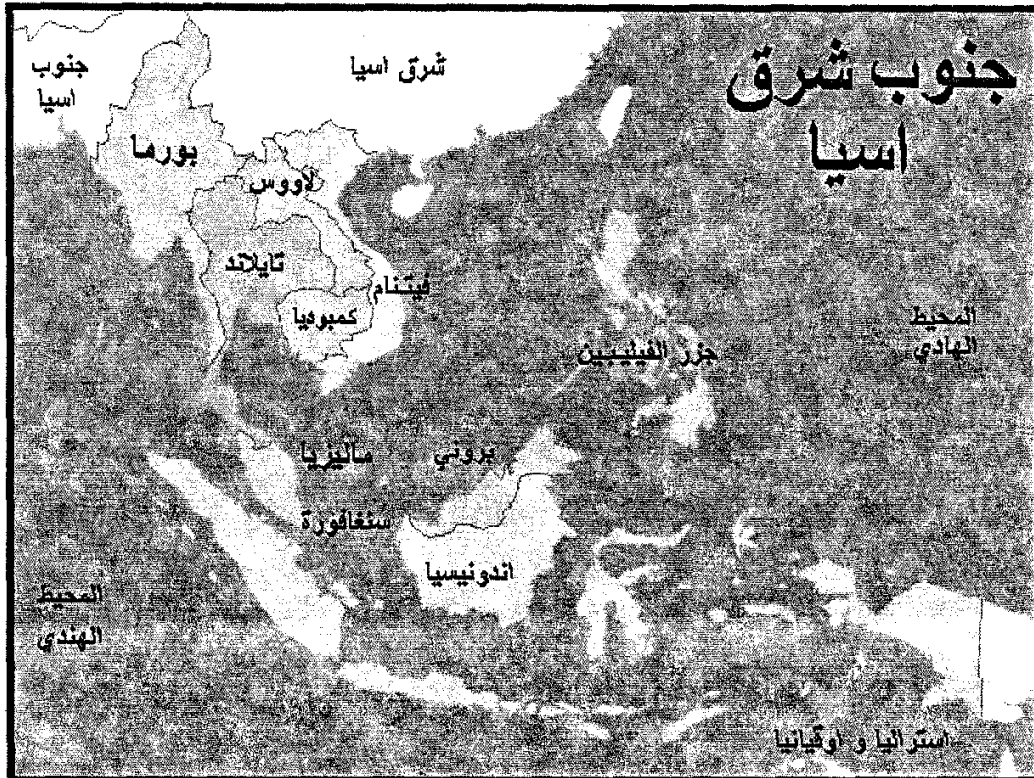 جنوب شرق
اسيا
شرق اسيا
جنوب
اسيا
بورما
لاووس
تايلاند
فيتنام
كمبوديا
المحيط
الهادي
جزر الفيليبين
ماليزيا
بروني
سنغافورة
اندونيسيا
المحيط
الهندي
استراليا و اوقيانيا